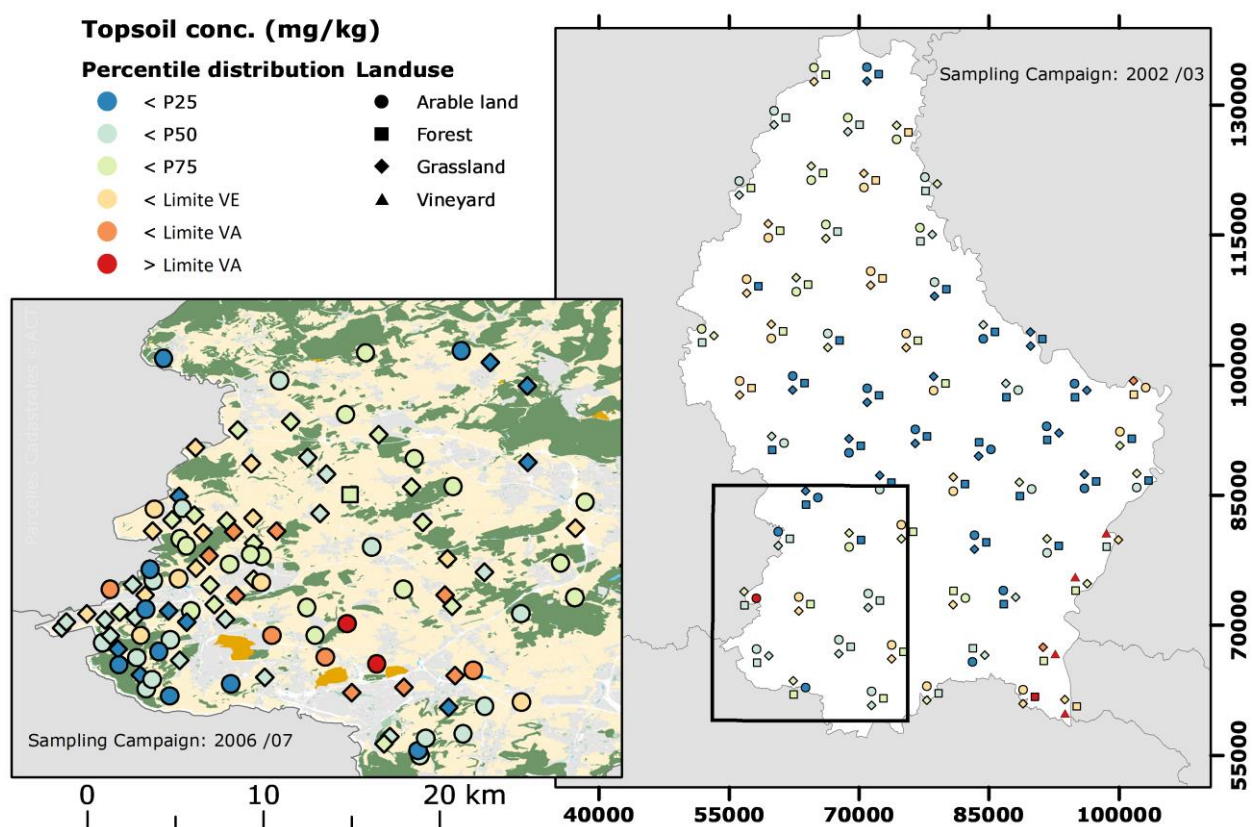 Topsoil conc. (mg/kg)
Percentile distribution Landuse
< P25 Arable land
< P50 Forest
< P75 Grassland
< Limite VE Vineyard
< Limite VA
> Limite VA
Sampling Campaign: 2002 /03
130000
115000
100000
85000
70000
55000
Parcelles Cadastrales © ACT
Sampling Campaign: 2006 /07
0 10 20 km
40000 55000 70000 85000 100000